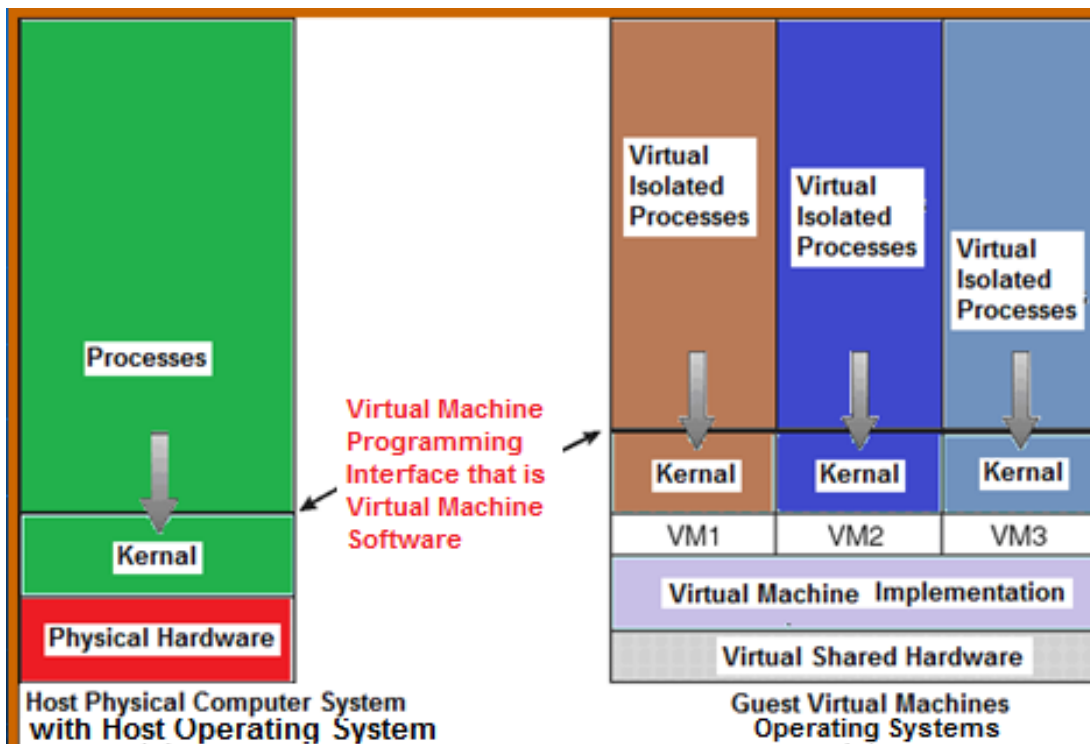 Processes
Kernal
Physical Hardware
Host Physical Computer System
with Host Operating System
Virtual Machine
Programming
Interface that is
Virtual Machine
Software
Virtual
Isolated
Processes
Virtual
Isolated
Processes
Virtual
Isolated
Processes
Kernal
Kernal
Kernal
VM1
VM2
VM3
Virtual Machine Implementation
Virtual Shared Hardware
Guest Virtual Machines
Operating Systems